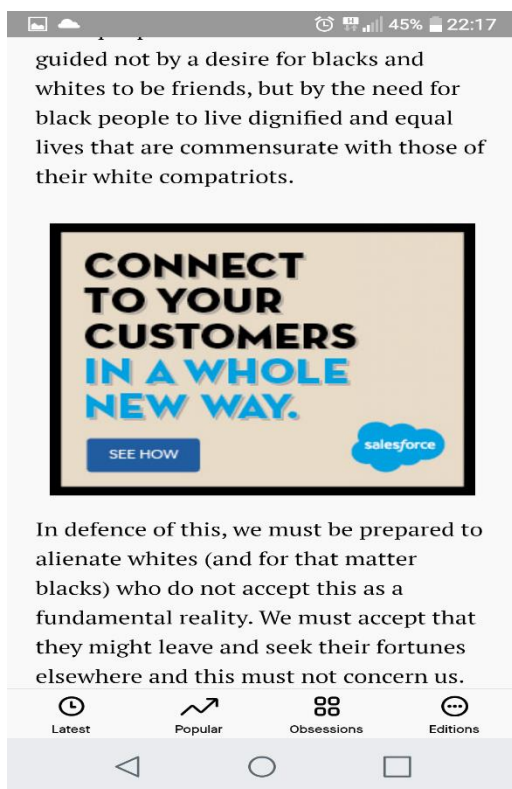 45% 22:17
guided not by a desire for blacks and
whites to be friends, but by the need for
black people to live dignified and equal
lives that are commensurate with those of
their white compatriots.
CONNECT
TO YOUR
CUSTOMERS
IN A WHOLE
NEW WAY.
SEE HOW
salesforce
In defence of this, we must be prepared to
alienate whites (and for that matter
blacks) who do not accept this as a
fundamental reality. We must accept that
they might leave and seek their fortunes
elsewhere and this must not concern us.
Latest Popular Obsessions Editions